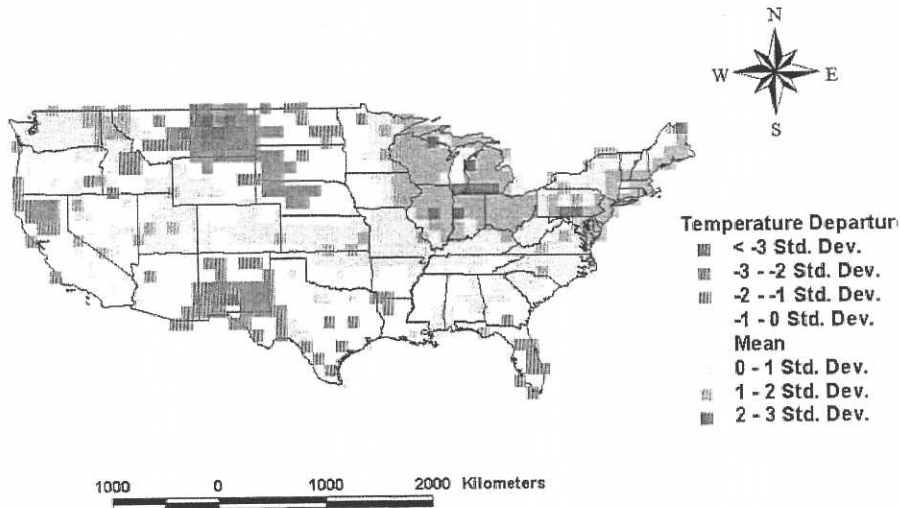 N
W E
S
Temperature Departur
< -3 Std. Dev.
-3 - -2 Std. Dev.
-2 - -1 Std. Dev.
-1 - 0 Std. Dev.
Mean
0 - 1 Std. Dev.
1 - 2 Std. Dev.
2 - 3 Std. Dev.
1000 0 1000 2000 Kilometers